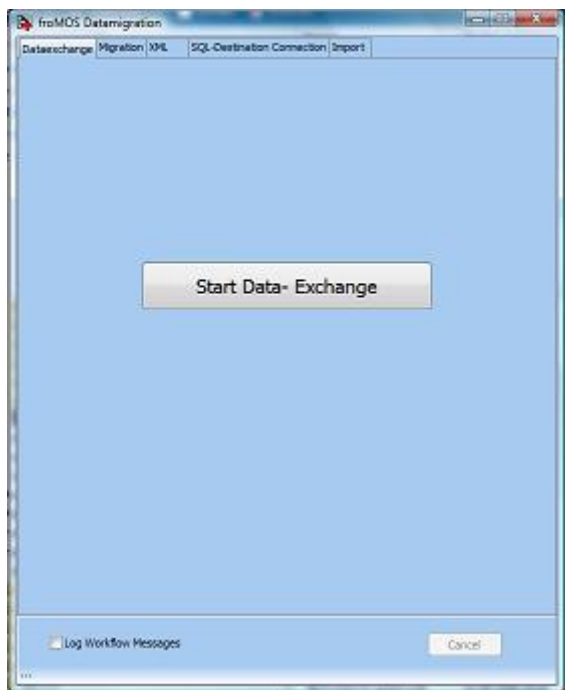 froMOS Datamigration
Dataexchange Migration XML SQL-Destination Connection Import
Start Data- Exchange
Log Workflow Messages
Cancel
...